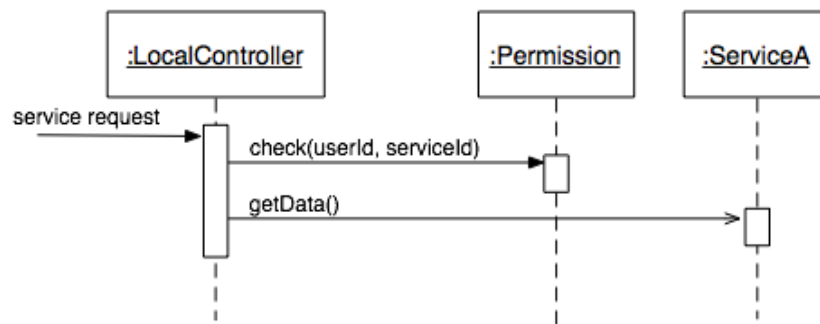 :LocalController
:Permission
:ServiceA
service request
check(userId, serviceId)
getData()